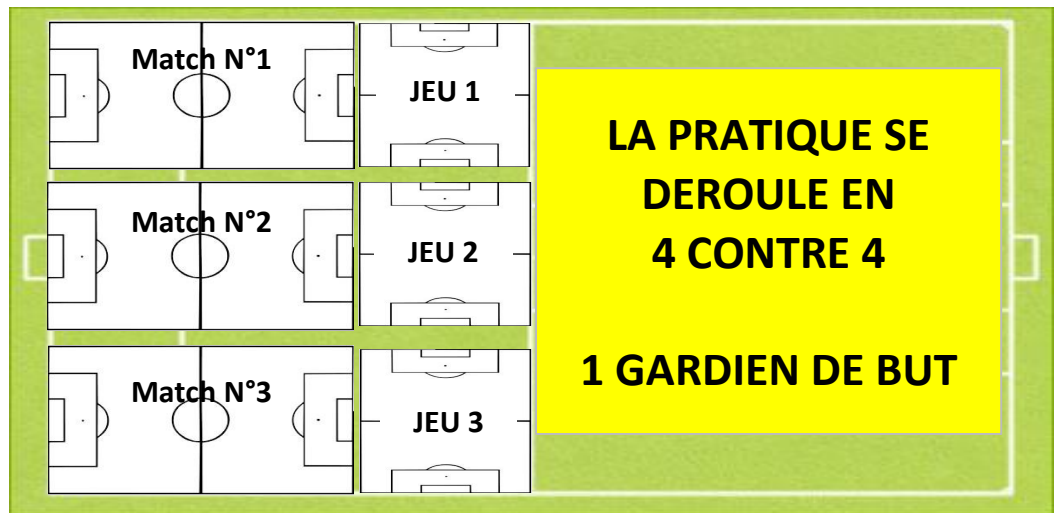 Match N°1
JEU 1
Match N°2
JEU 2
Match N°3
JEU 3
LA PRATIQUE SE
DEROULE EN
4 CONTRE 4
1 GARDIEN DE BUT